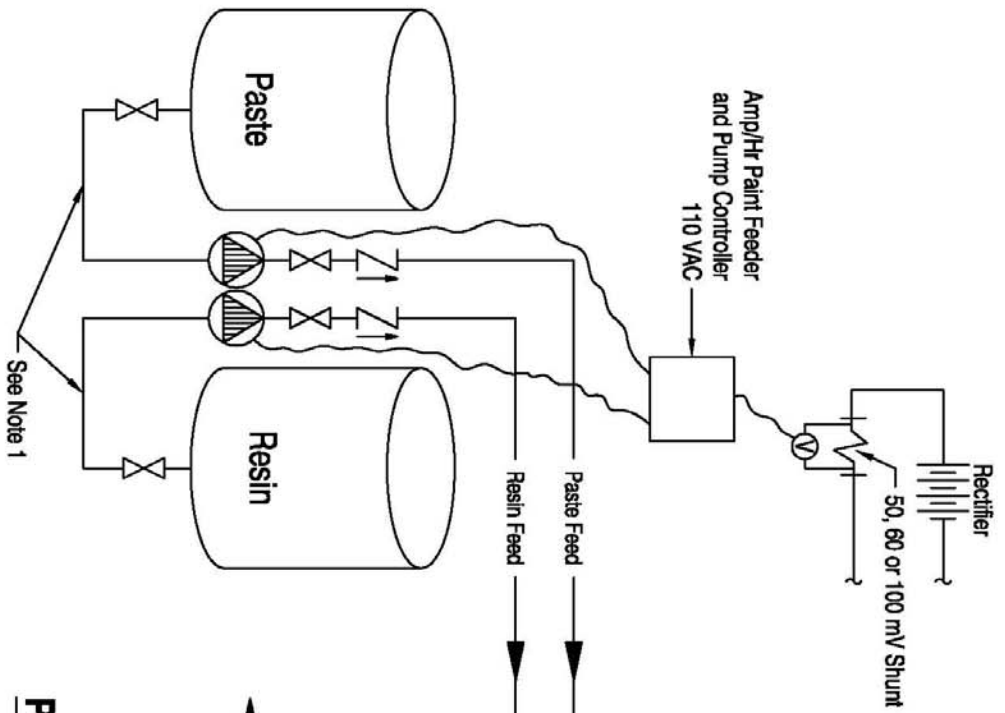 Rectifier
50, 60 or 100 mV Shunt
V
Amp/Hr Paint Feeder
and Pump Controller
110 VAC
Paste Feed
Resin Feed
Paste
Resin
See Note 1